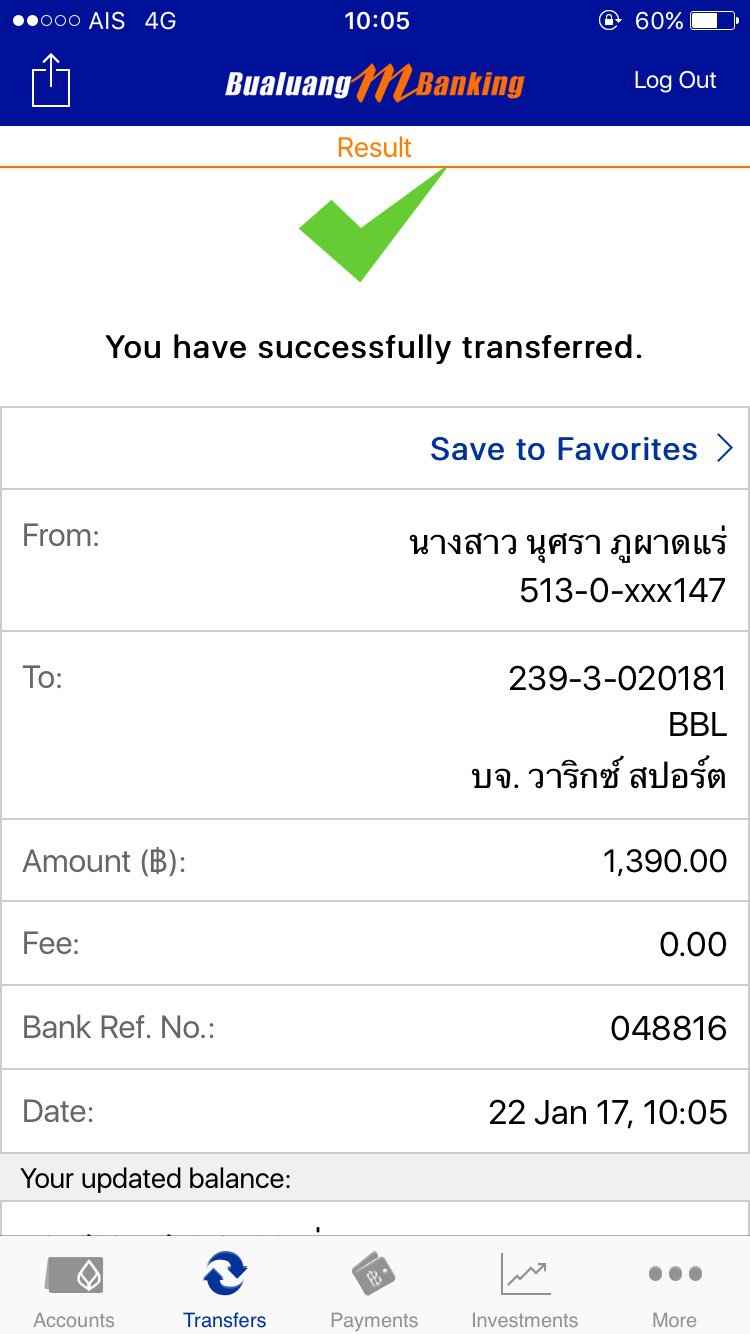 AIS 4G 10:05 60%
Bualuang mBanking Log Out
Result
You have successfully transferred.
Save to Favorites
From: นางสาว นุศรา ภูผาดแร่
513-0-xxx147
To: 239-3-020181
BBL
บจ. วาริกซ์ สปอร์ต
Amount (฿): 1,390.00
Fee: 0.00
Bank Ref. No.: 048816
Date: 22 Jan 17, 10:05
Your updated balance:
Accounts Transfers Payments Investments More